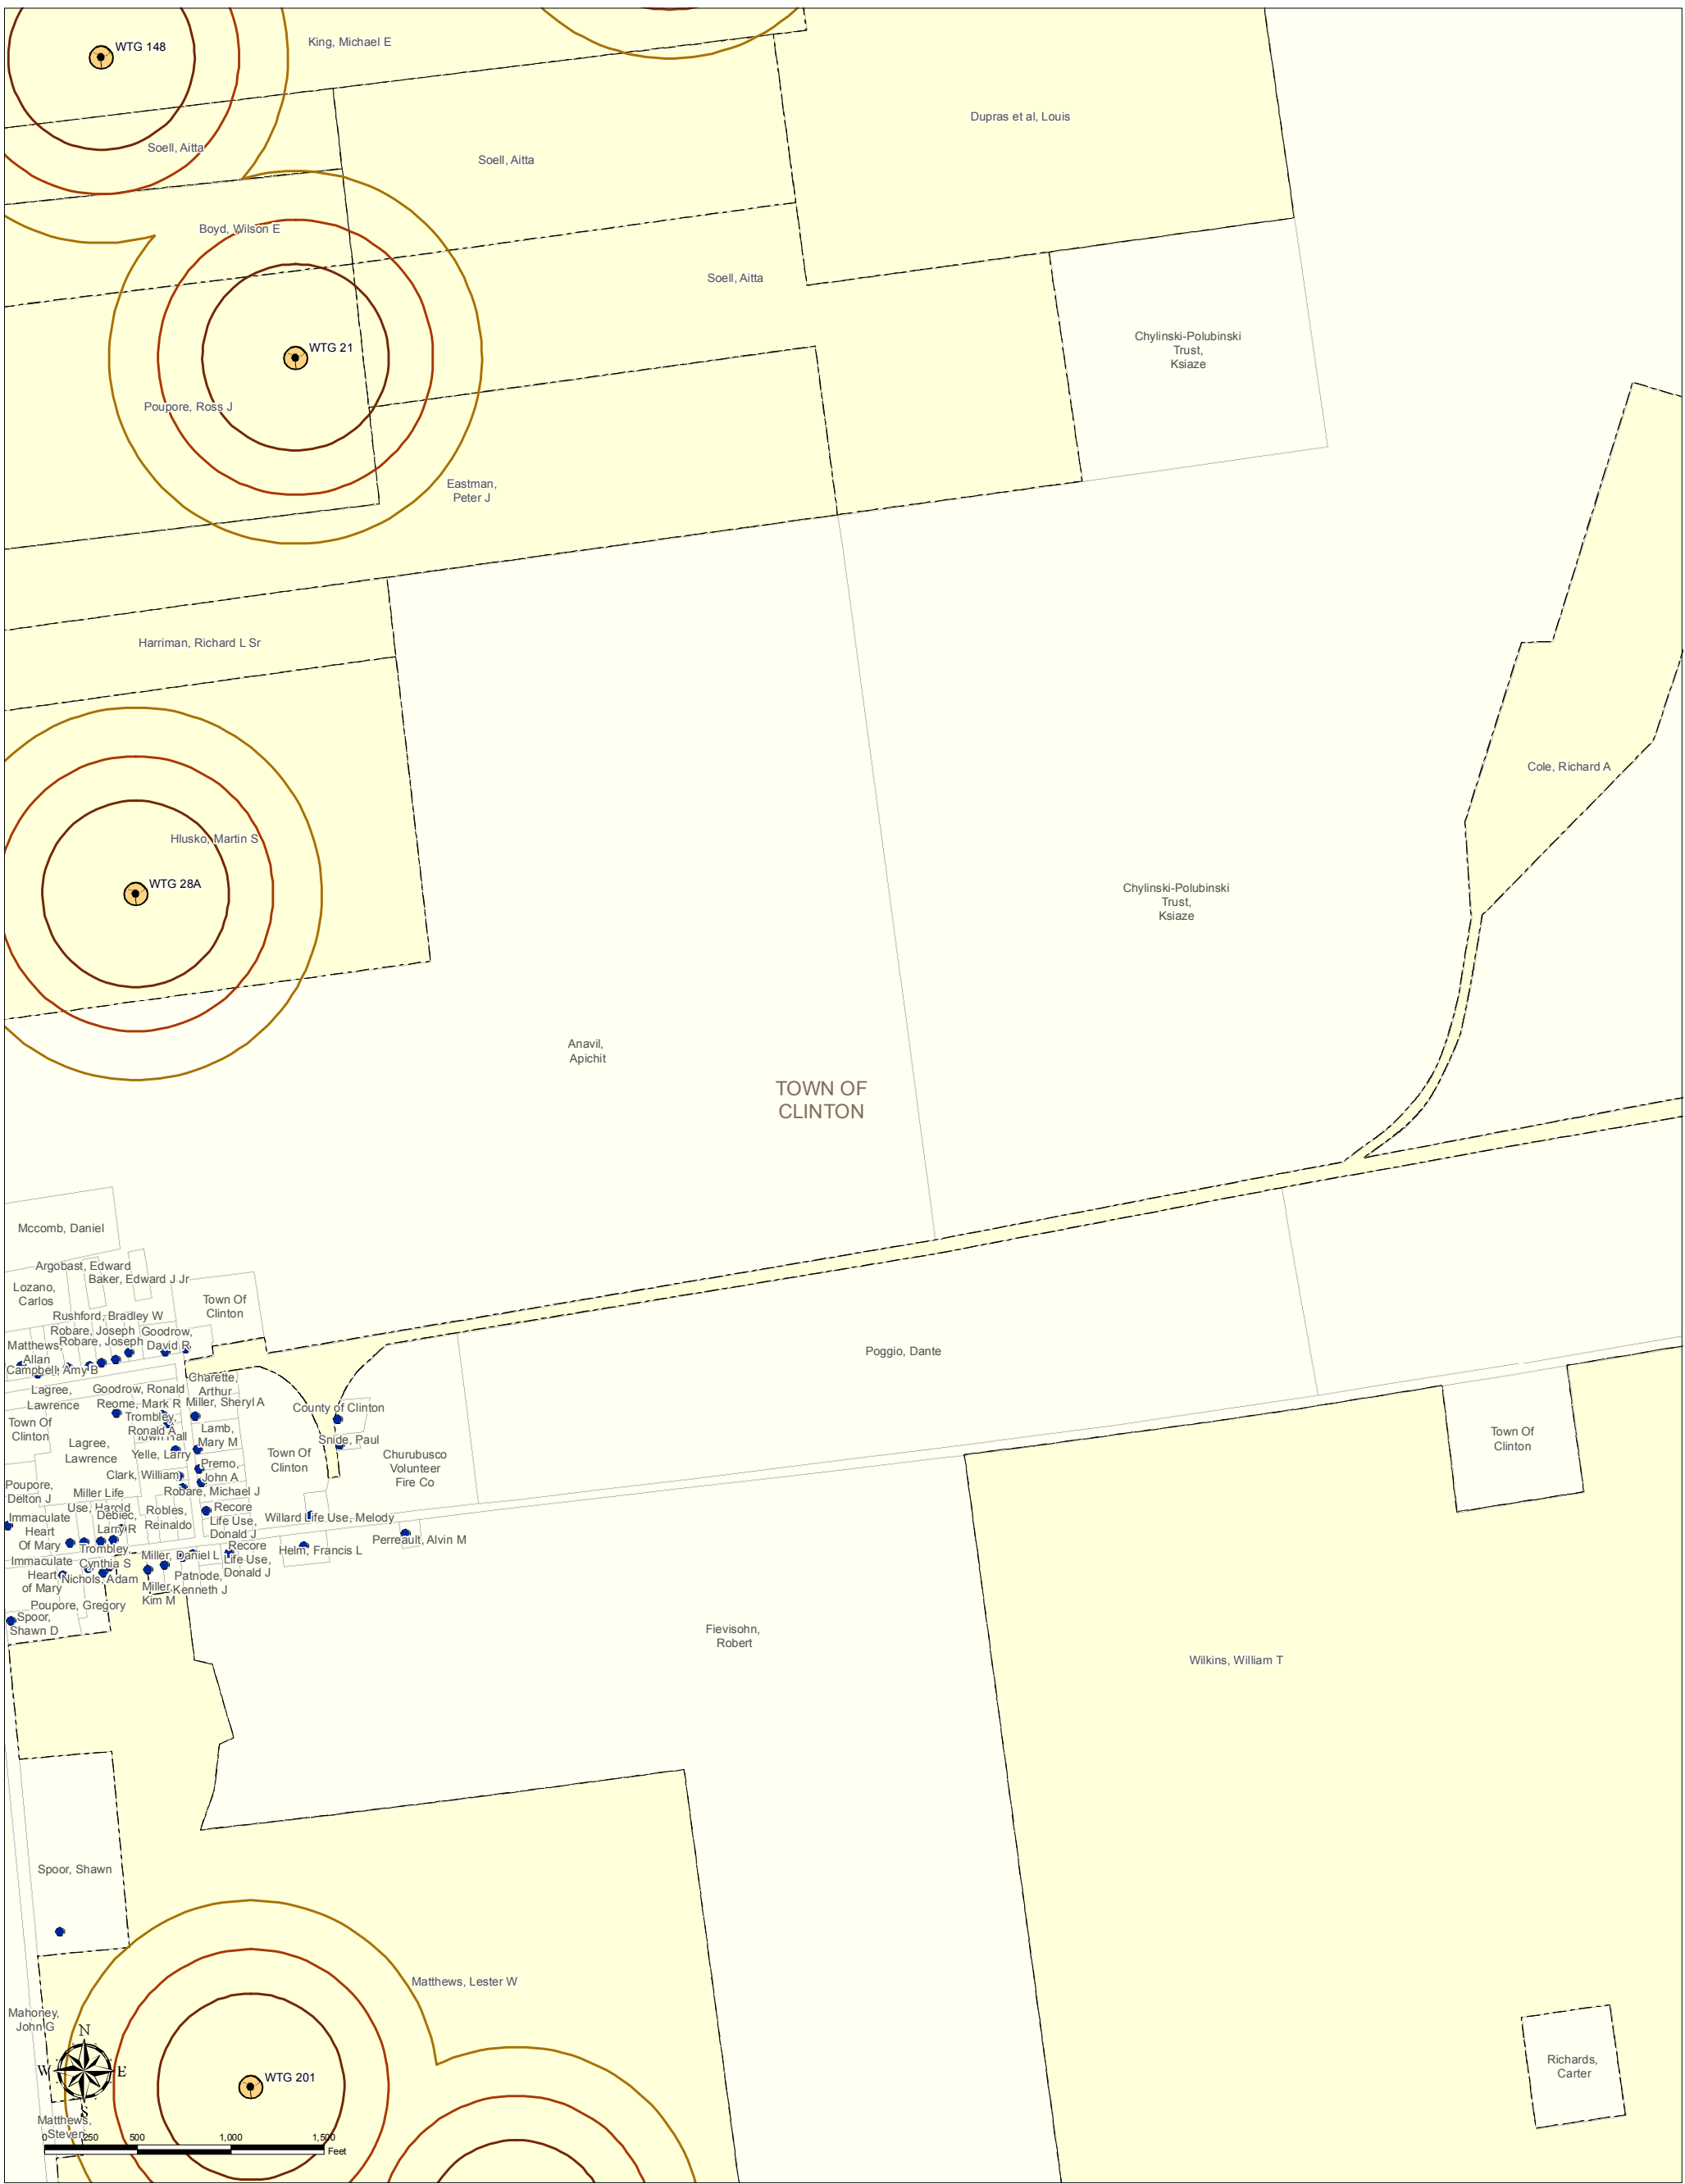 WTG 148
King, Michael E
Dupras et al, Louis
Soell, Aitta
Soell, Aitta
Boyd, Wilson E
Soell, Aitta
WTG 21
Chylinski-Polubinski
Trust,
Ksiaze
Poupore, Ross J
Eastman,
Peter J
Harriman, Richard L Sr
Cole, Richard A
Hlusko, Martin S
WTG 28A
Chylinski-Polubinski
Trust,
Ksiaze
Anavil,
Apichit
TOWN OF
CLINTON
Mccomb, Daniel
Argobast, Edward
Baker, Edward J Jr
Lozano,
Carlos
Town Of
Clinton
Rushford, Bradley W
Robare, Joseph
Goodrow,
David R
Robare, Joseph
Matthews,
Allan
Campbell, Amy B
Poggio, Dante
Charette,
Arthur
Lagree,
Lawrence
Goodrow, Ronald
Reome, Mark R
Miller, Sheryl A
County of Clinton
Town Of
Clinton
Trombley,
Ronald A
Town Hall
Lamb,
Mary M
Snide, Paul
Town Of
Clinton
Lagree,
Lawrence
Yelle, Larry
Town Of
Clinton
Churubusco
Volunteer
Fire Co
Clark, William
Premo,
John A
Poupore,
Delton J
Robare, Michael J
Miller Life
Use, Harold
Debiec,
Larry R
Robles,
Reinaldo
Recore
Life Use,
Donald J
Willard Life Use, Melody
Immaculate
Heart
Of Mary
Perreault, Alvin M
Helm, Francis L
Trombley,
Cynthia S
Miller, Daniel L
Recore
Life Use,
Donald J
Immaculate
Heart
of Mary
Nichols, Adam
Patnode,
Kenneth J
Miller,
Kim M
Poupore, Gregory
Spoor,
Shawn D
Fievisohn,
Robert
Wilkins, William T
Spoor, Shawn
Matthews, Lester W
Mahoney,
John G
N
W E
S
WTG 201
Richards,
Carter
Matthews,
Steven
0 250 500 1,000 1,500
Feet